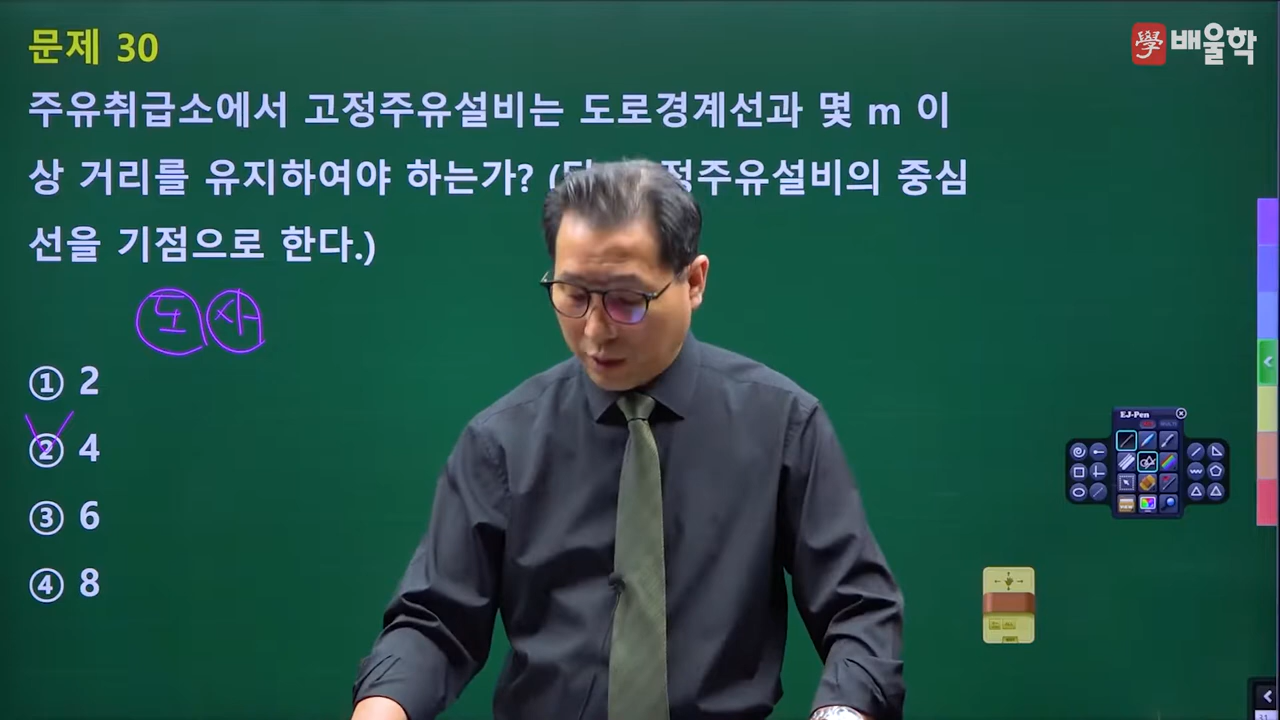 문제 30
學 배울학
주유취급소에서 고정주유설비는 도로경계선과 몇 m 이
상 거리를 유지하여야 하는가? ( 정주유설비의 중심
선을 기점으로 한다.)
도 사
① 2
② 4
③ 6
④ 8
EJ-Pen